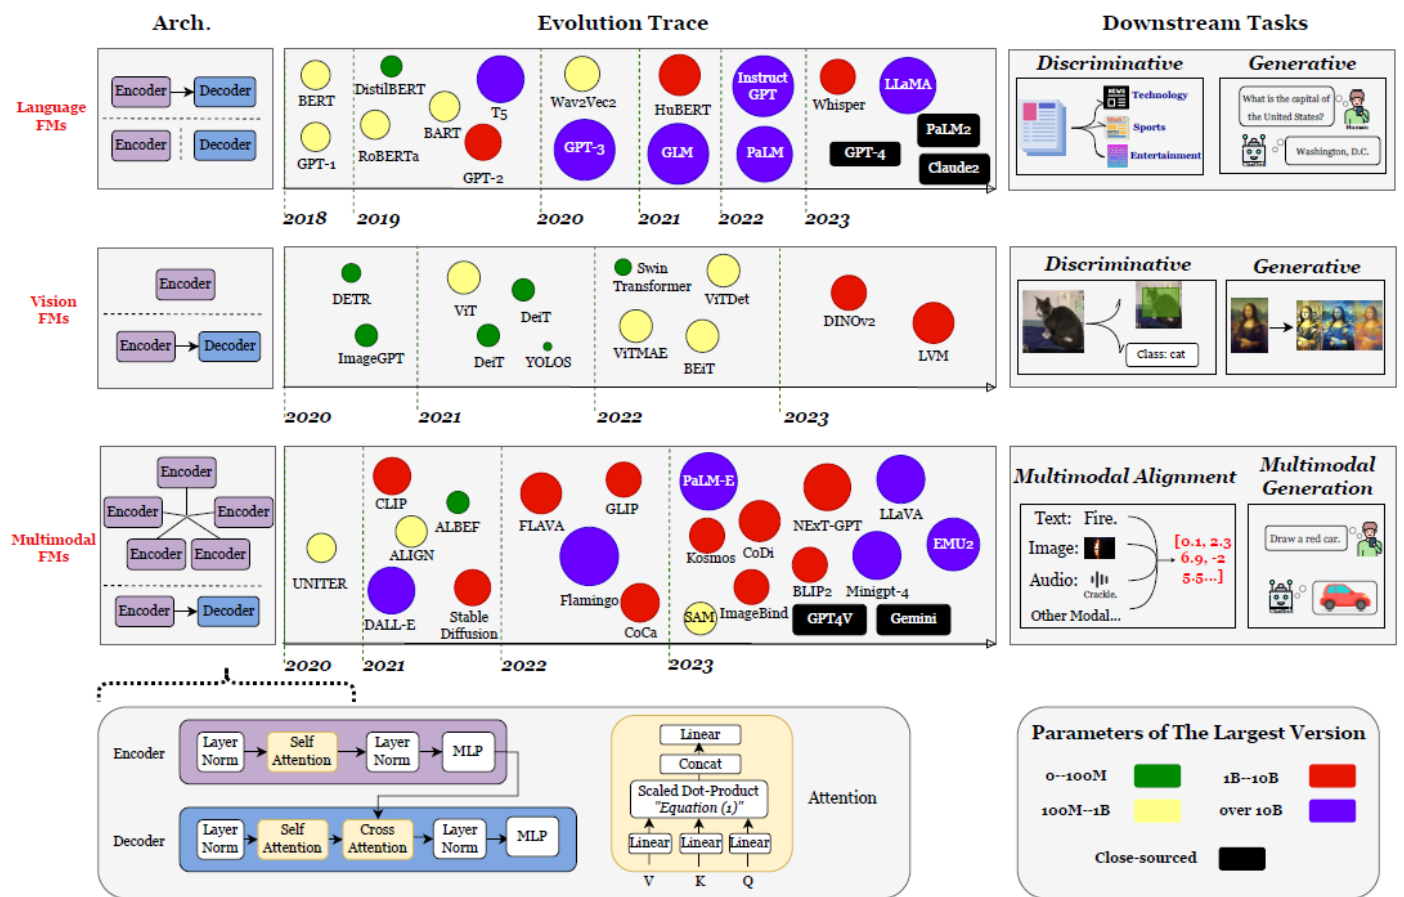 Arch.
Evolution Trace
Downstream Tasks
Language
FMs
Encoder
Decoder
Encoder
Decoder
BERT
GPT-1
DistilBERT
RoBERTa
BART
T5
GPT-2
Wav2Vec2
GPT-3
HuBERT
GLM
Instruct
GPT
PaLM
Whisper
LLaMA
GPT-4
PaLM2
Claude2
2018
2019
2020
2021
2022
2023
Discriminative
Technology
Sports
Entertainment
Generative
What is the capital of
the United States?
Human
Washington, D.C.
Vision
FMs
Encoder
Encoder
Decoder
DETR
ImageGPT
ViT
DeiT
DeiT
YOLOS
Swin
Transformer
ViTDet
ViTMAE
BEiT
DINOv2
LVM
2020
2021
2022
2023
Discriminative
Class: cat
Generative
Multimodal
FMs
Encoder
Encoder
Encoder
Encoder
Encoder
Encoder
Decoder
UNITER
CLIP
ALIGN
ALBEF
DALL-E
Stable
Diffusion
FLAVA
GLIP
Flamingo
CoCa
PaLM-E
Kosmos
CoDi
NExT-GPT
LLaVA
EMU2
SAM
ImageBind
BLIP2
Minigpt-4
GPT4V
Gemini
2020
2021
2022
2023
Multimodal Alignment
Text: Fire.
Image:
Audio:
Crackle.
Other Modal...
[0.1, 2.3
6.9, -2
5.5...]
Multimodal
Generation
Draw a red car.
Encoder
Layer
Norm
Self
Attention
Layer
Norm
MLP
Decoder
Layer
Norm
Self
Attention
Cross
Attention
Layer
Norm
MLP
Linear
Concat
Scaled Dot-Product
"Equation (1)"
Linear
Linear
Linear
V
K
Q
Attention
Parameters of The Largest Version
0--100M
1B--10B
100M--1B
over 10B
Close-sourced